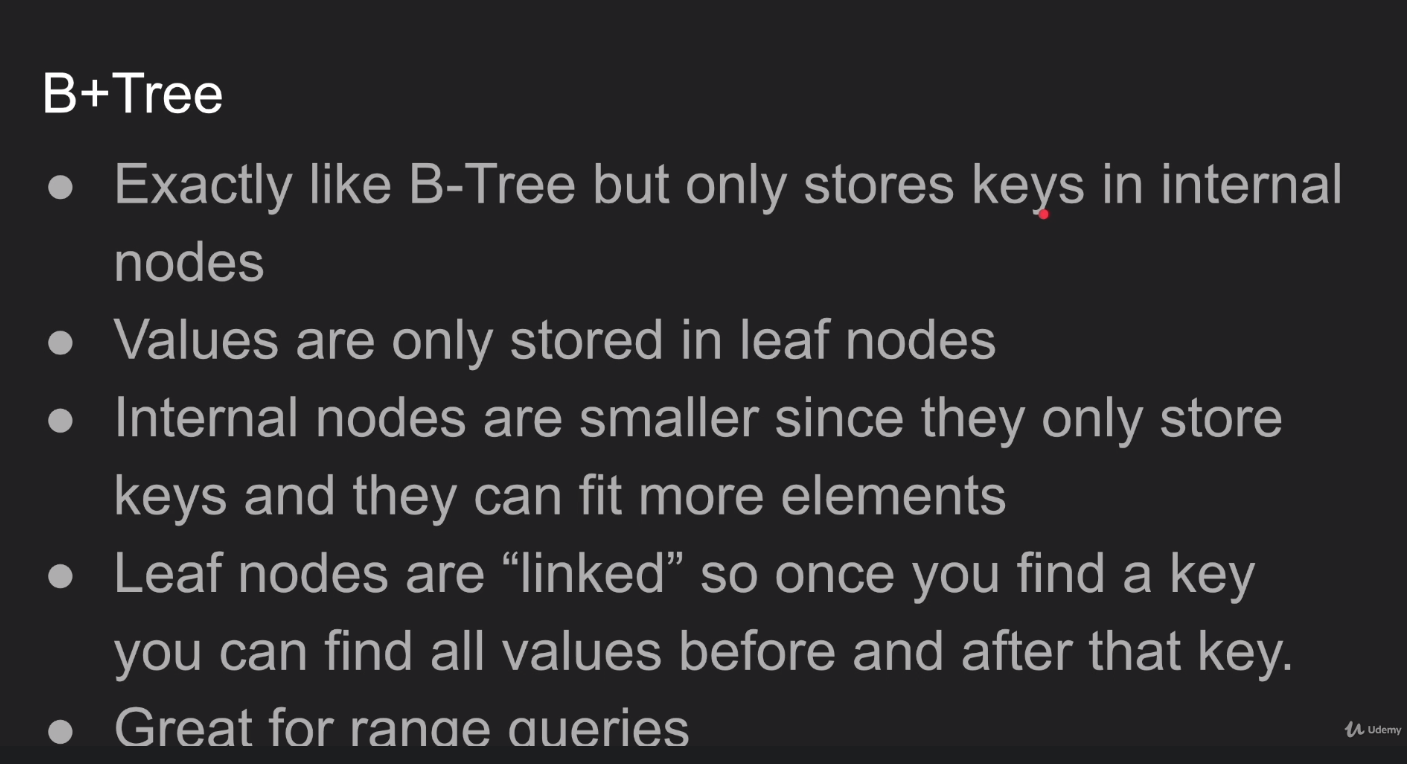 B+Tree
● Exactly like B-Tree but only stores keys in internal
nodes
● Values are only stored in leaf nodes
● Internal nodes are smaller since they only store
keys and they can fit more elements
● Leaf nodes are “linked” so once you find a key
you can find all values before and after that key.
● Great for range queries
Udemy